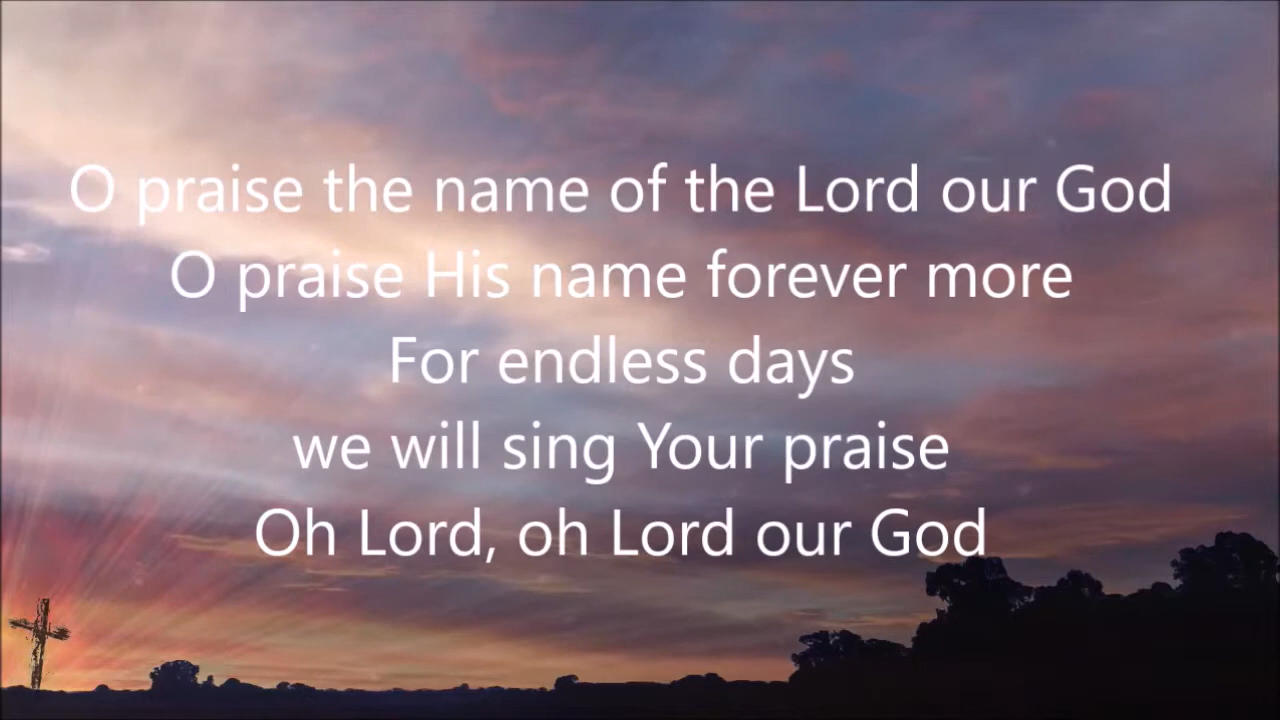 O praise the name of the Lord our God
O praise His name forever more
For endless days
we will sing Your praise
Oh Lord, oh Lord our God